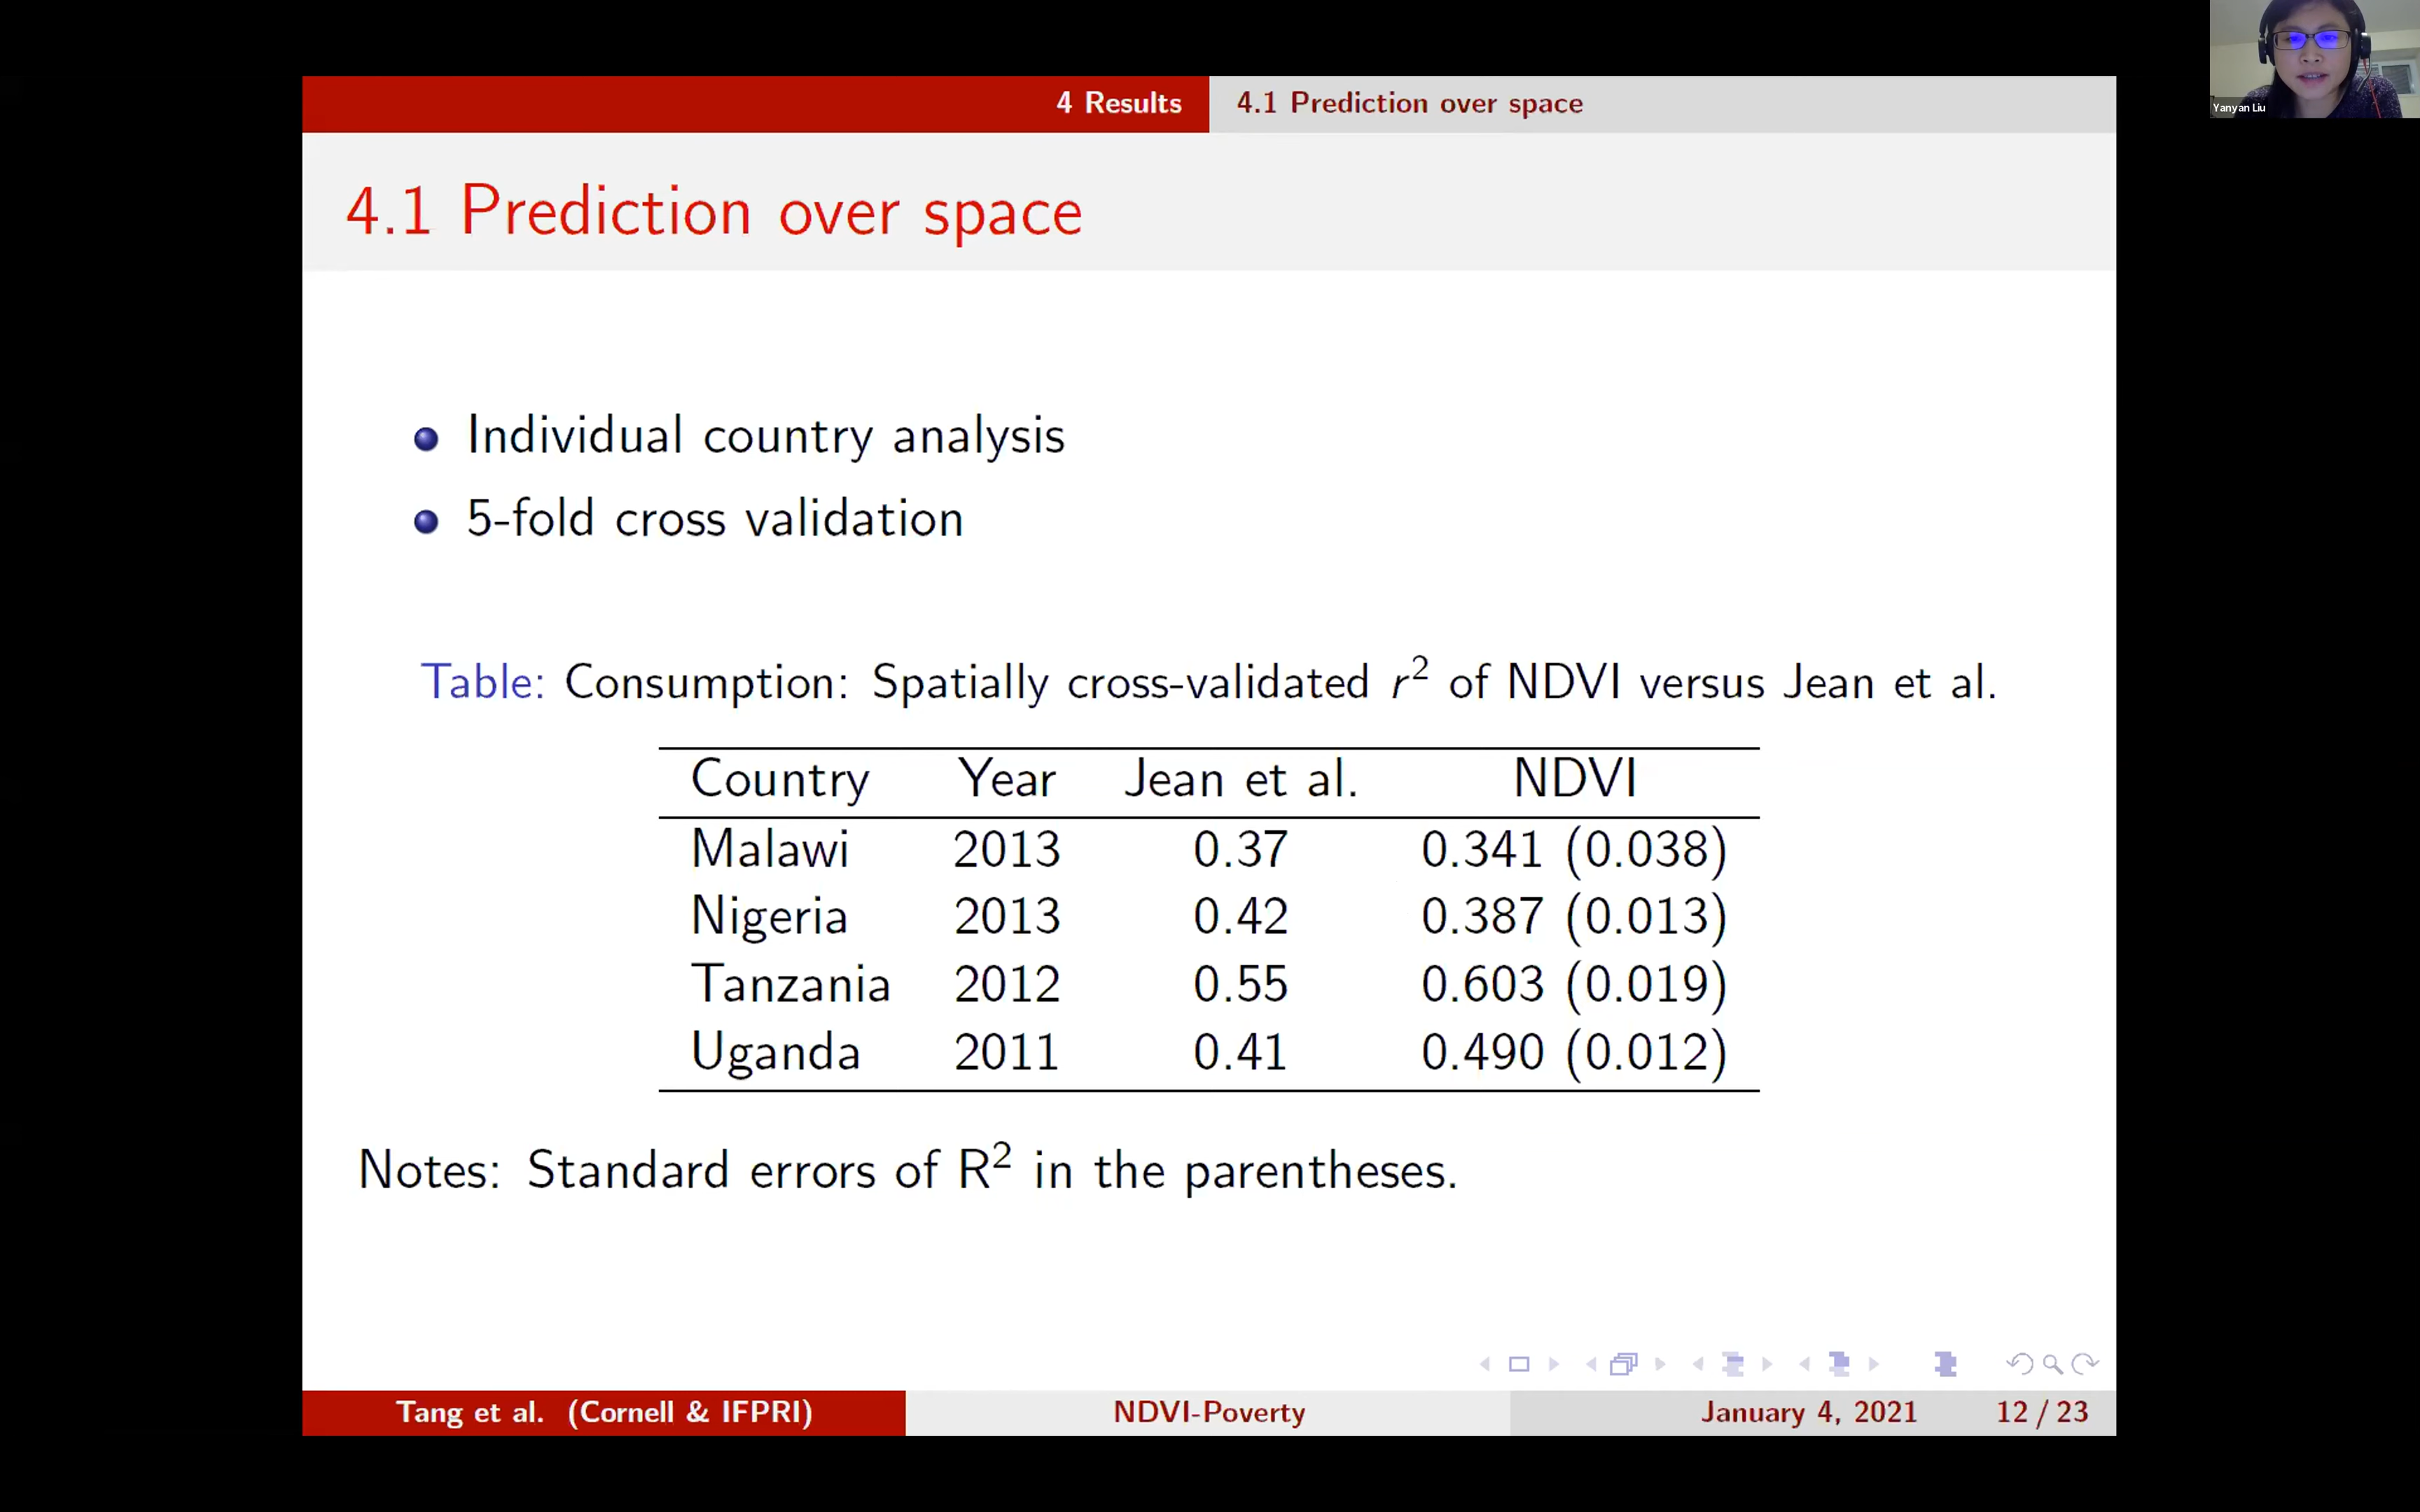 Yanyan Liu
4 Results 4.1 Prediction over space
4.1 Prediction over space
Individual country analysis
5-fold cross validation
Table: Consumption: Spatially cross-validated r² of NDVI versus Jean et al.
Country Year Jean et al. NDVI
Malawi 2013 0.37 0.341 (0.038)
Nigeria 2013 0.42 0.387 (0.013)
Tanzania 2012 0.55 0.603 (0.019)
Uganda 2011 0.41 0.490 (0.012)
Notes: Standard errors of R² in the parentheses.
Tang et al. (Cornell & IFPRI) NDVI-Poverty January 4, 2021 12 / 23